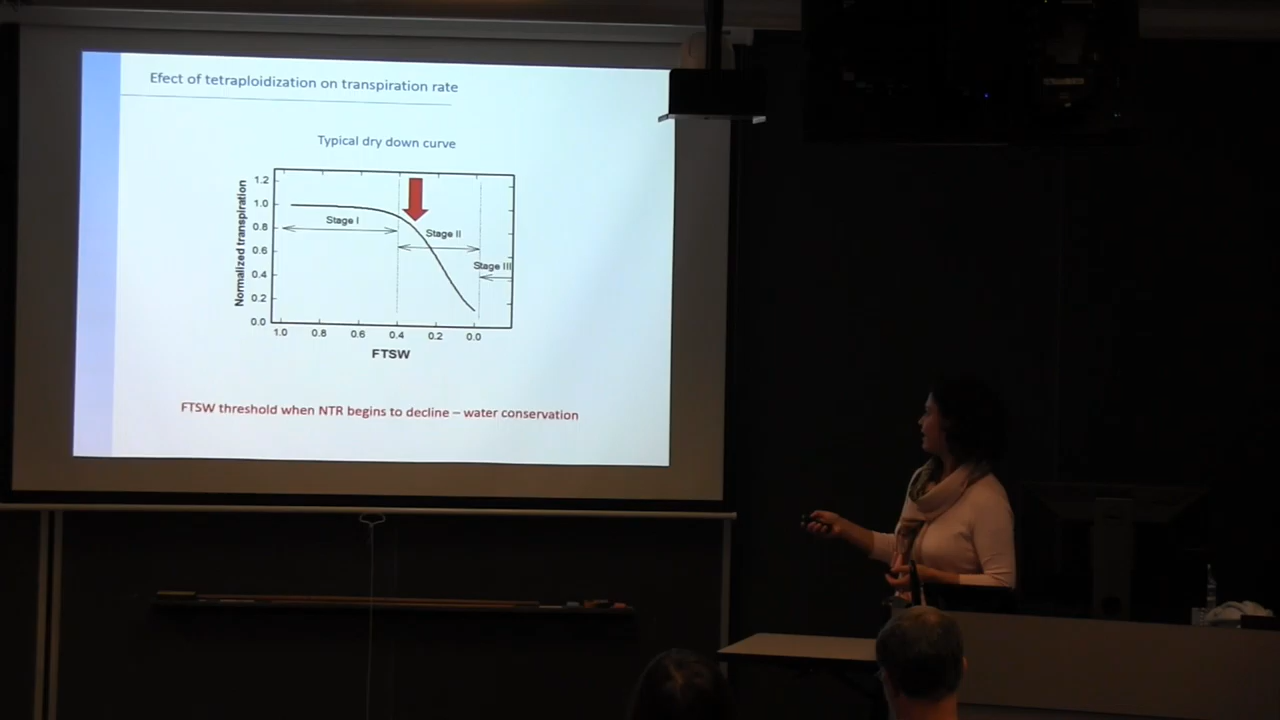 Efect of tetraploidization on transpiration rate
Typical dry down curve
Normalized transpiration
1.2
1.0
0.8
0.6
0.4
0.2
0.0
Stage I
Stage II
Stage III
1.0 0.8 0.6 0.4 0.2 0.0
FTSW
FTSW threshold when NTR begins to decline – water conservation